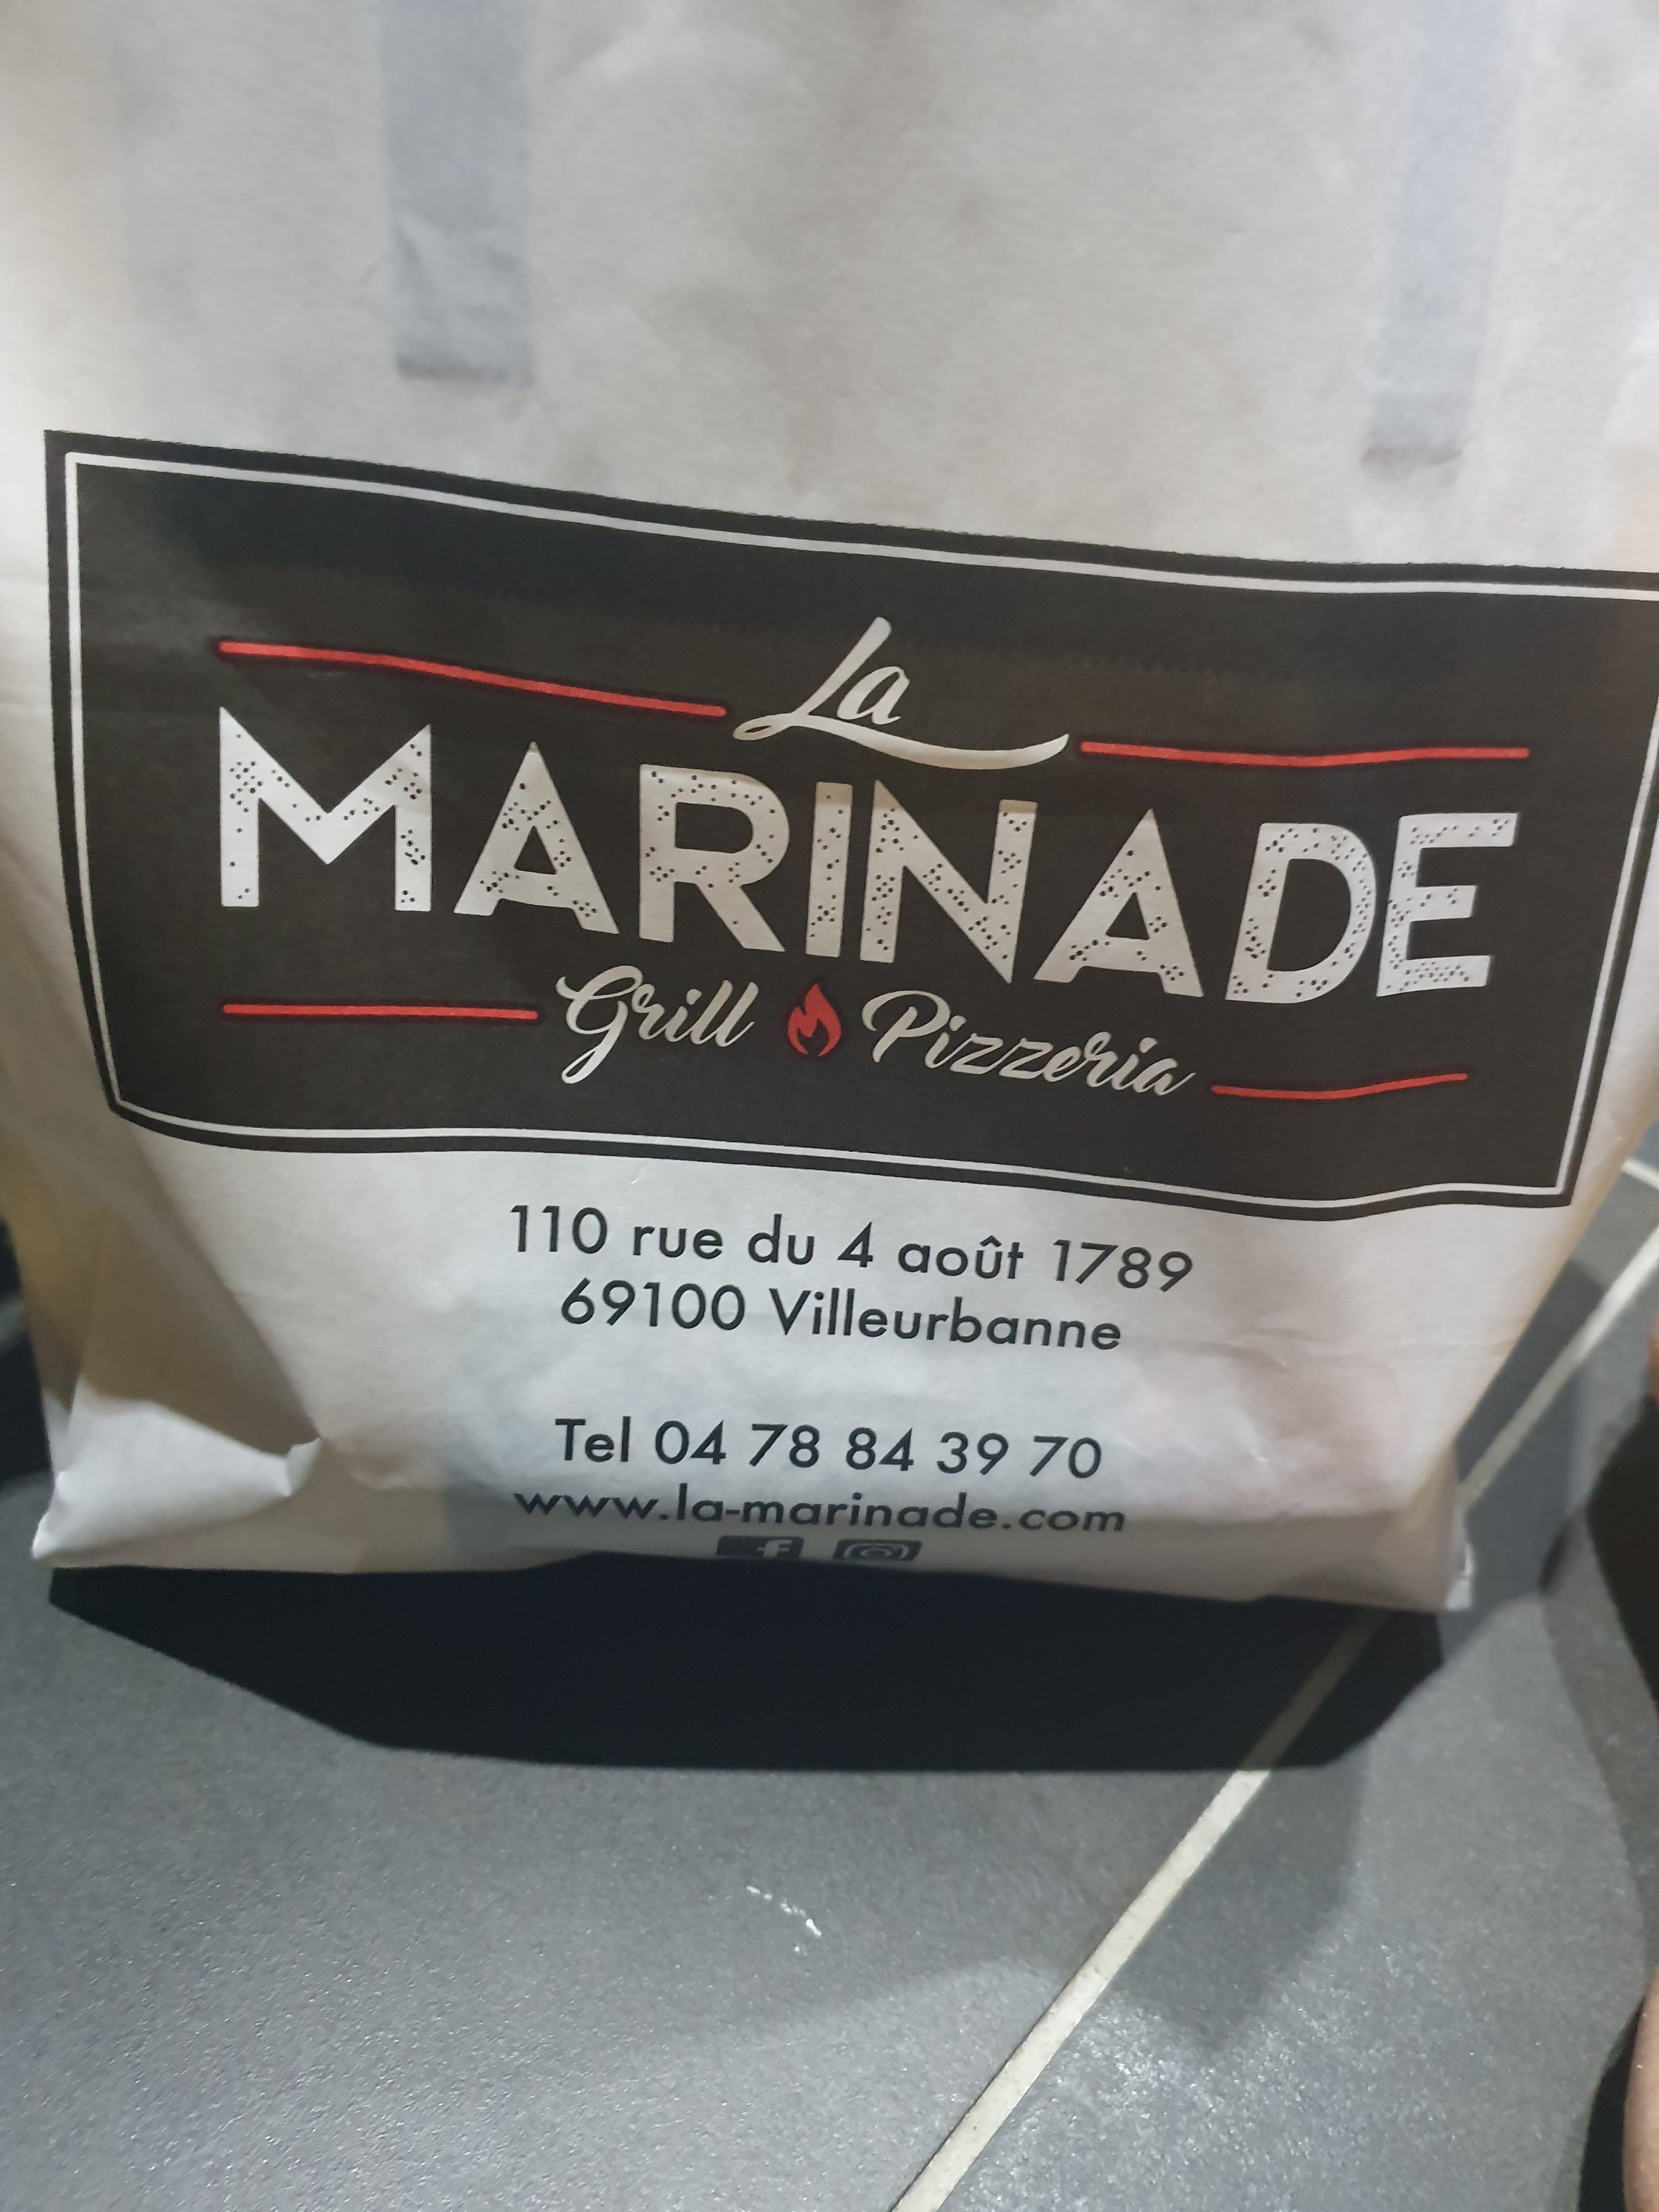 La
MARINADE
Grill Pizzeria
110 rue du 4 août 1789
69100 Villeurbanne
Tel 04 78 84 39 70
www.la-marinade.com